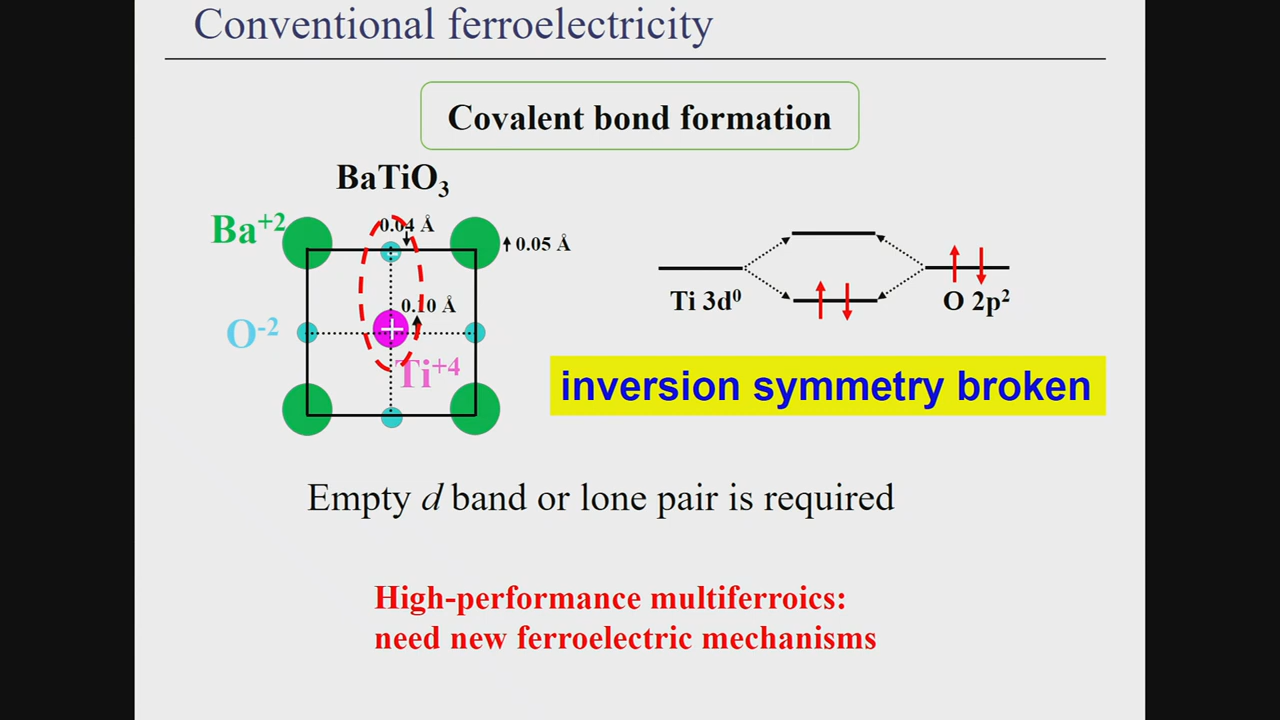 Conventional ferroelectricity
Covalent bond formation
BaTiO₃
Ba⁺²
0.04 Å
0.05 Å
-
0.10 Å
O⁻²
+
Ti⁺⁴
Ti 3d⁰
O 2p²
inversion symmetry broken
Empty d band or lone pair is required
High-performance multiferroics:
need new ferroelectric mechanisms